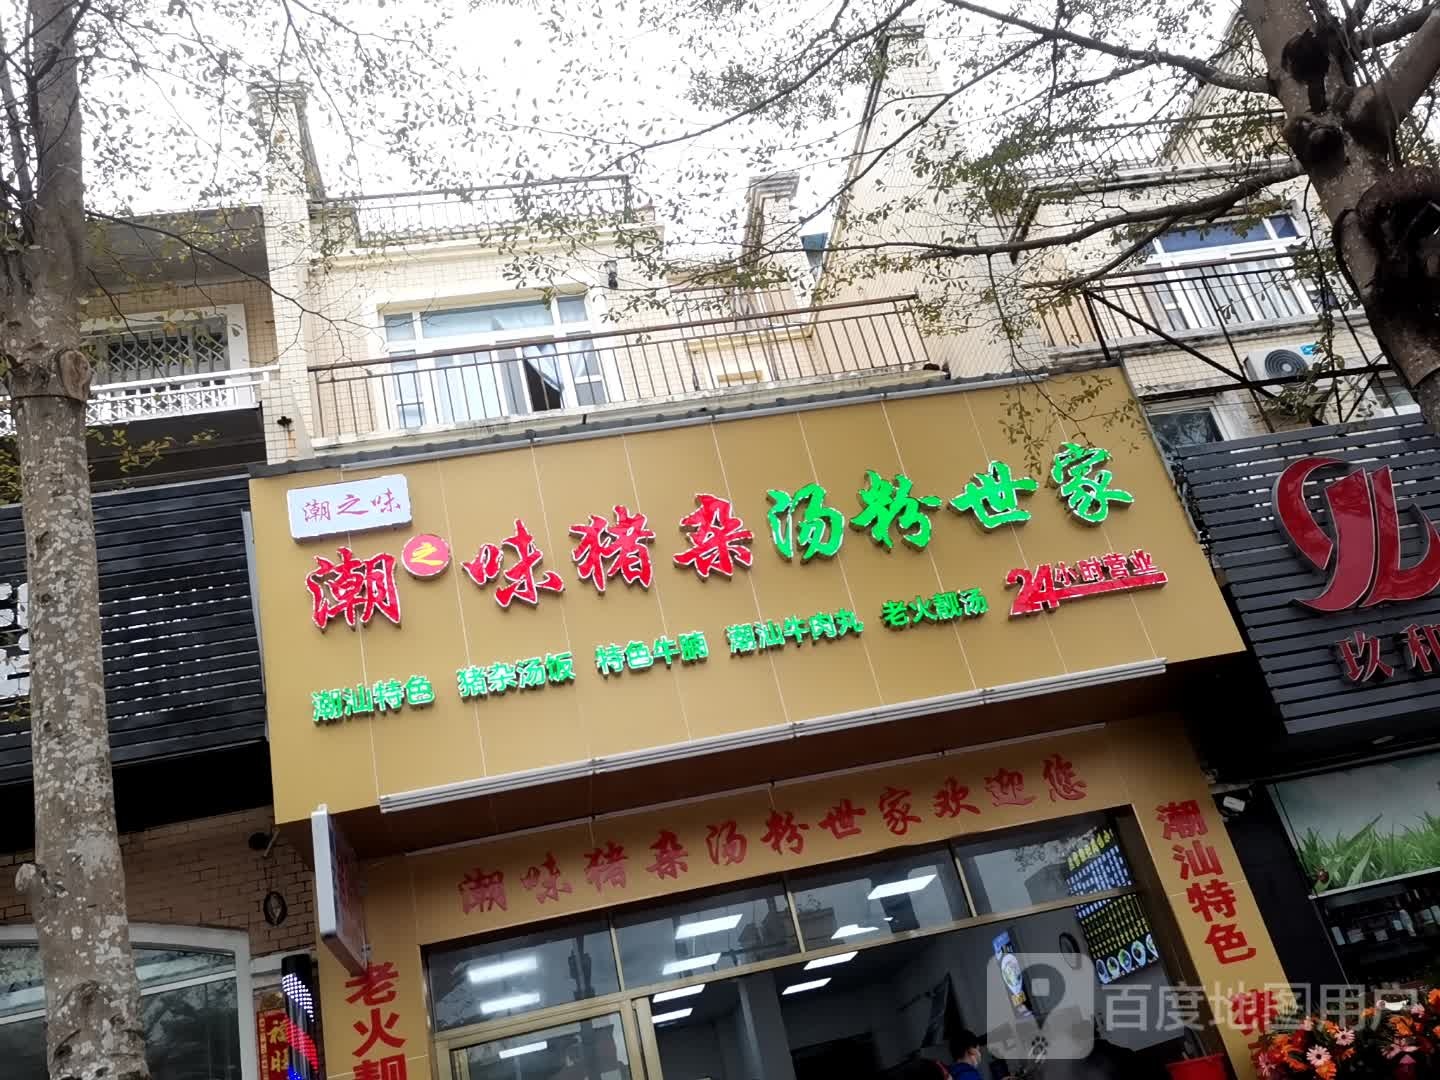 潮之味
潮之味猪杂汤粉世家
24小时营业
潮汕特色 猪杂汤饭 特色牛腩 潮汕牛肉丸 老火靓汤
潮味猪杂汤粉世家欢迎您
老火靓
潮汕特色
玖和
百度地图用户